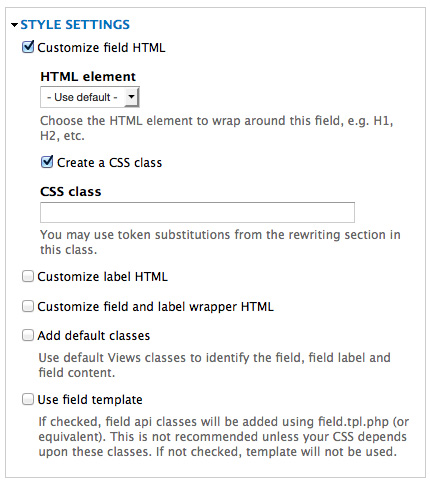 STYLE SETTINGS
Customize field HTML
HTML element
- Use default -
Choose the HTML element to wrap around this field, e.g. H1,
H2, etc.
Create a CSS class
CSS class
You may use token substitutions from the rewriting section in
this class.
Customize label HTML
Customize field and label wrapper HTML
Add default classes
Use default Views classes to identify the field, field label and
field content.
Use field template
If checked, field api classes will be added using field.tpl.php (or
equivalent). This is not recommended unless your CSS depends
upon these classes. If not checked, template will not be used.